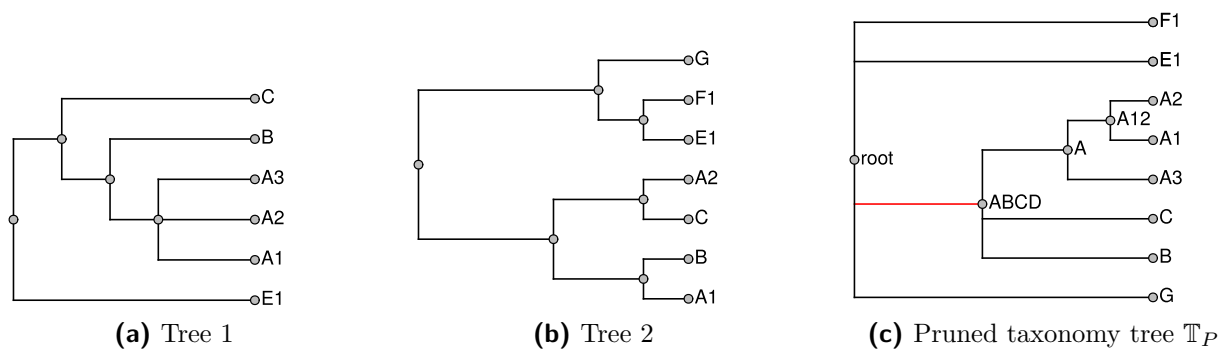 C
B
A3
A2
A1
E1
(a) Tree 1
G
F1
E1
A2
C
B
A1
(b) Tree 2
F1
E1
A2
A12
A1
A
root
A3
ABCD
C
B
G
(c) Pruned taxonomy tree 𝕋_P